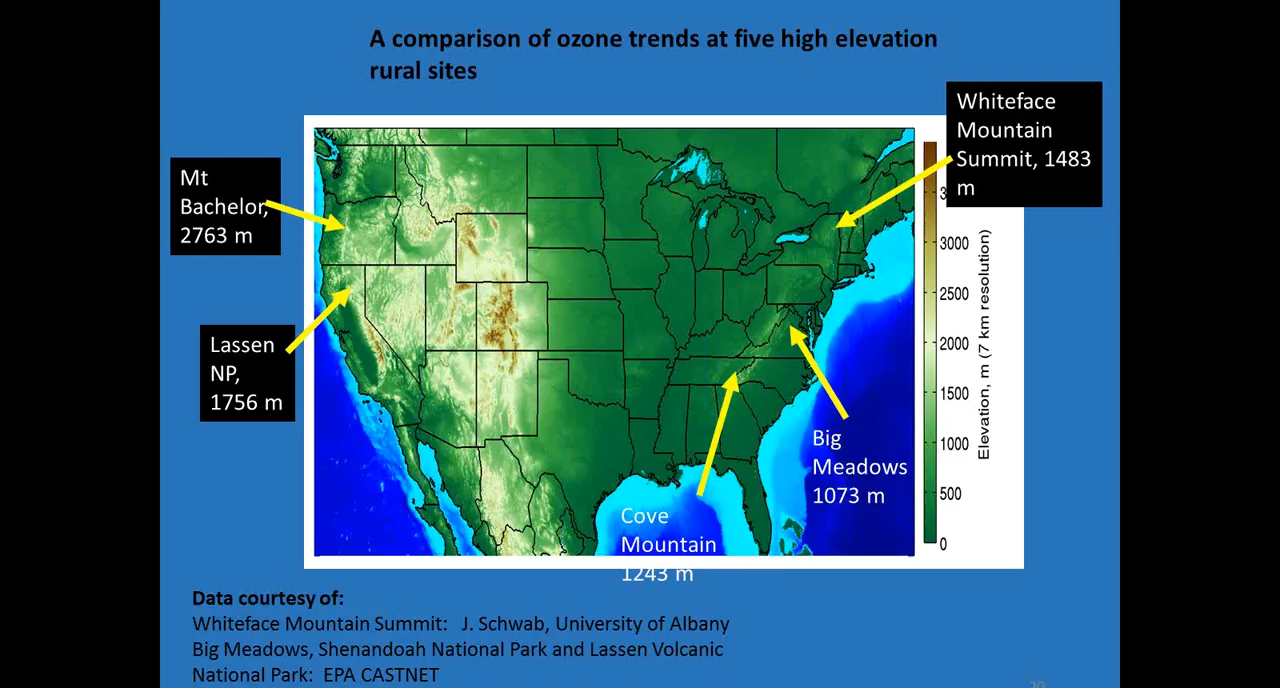 A comparison of ozone trends at five high elevation
rural sites
Whiteface
Mountain
Summit, 1483
m
Mt
Bachelor,
2763 m
Lassen
NP,
1756 m
3
3000
2500
2000
1500
1000
500
0
Elevation, m (7 km resolution)
Big
Meadows
1073 m
Cove
Mountain
1243 m
Data courtesy of:
Whiteface Mountain Summit: J. Schwab, University of Albany
Big Meadows, Shenandoah National Park and Lassen Volcanic
National Park: EPA CASTNET